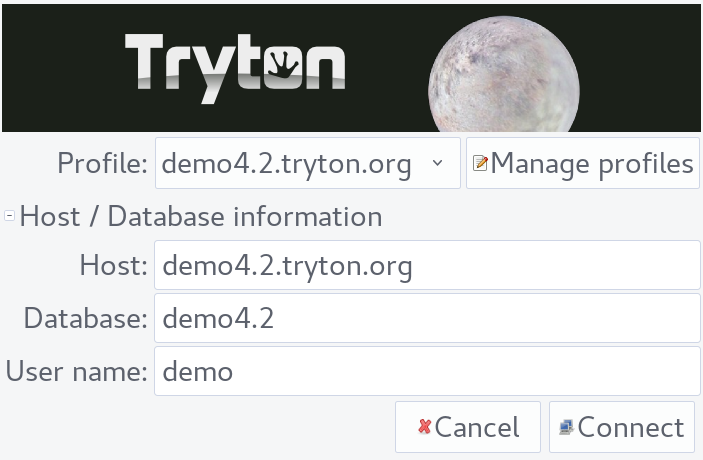 Tryton
Profile: demo4.2.tryton.org Manage profiles
Host / Database information
Host: demo4.2.tryton.org
Database: demo4.2
User name: demo
Cancel Connect